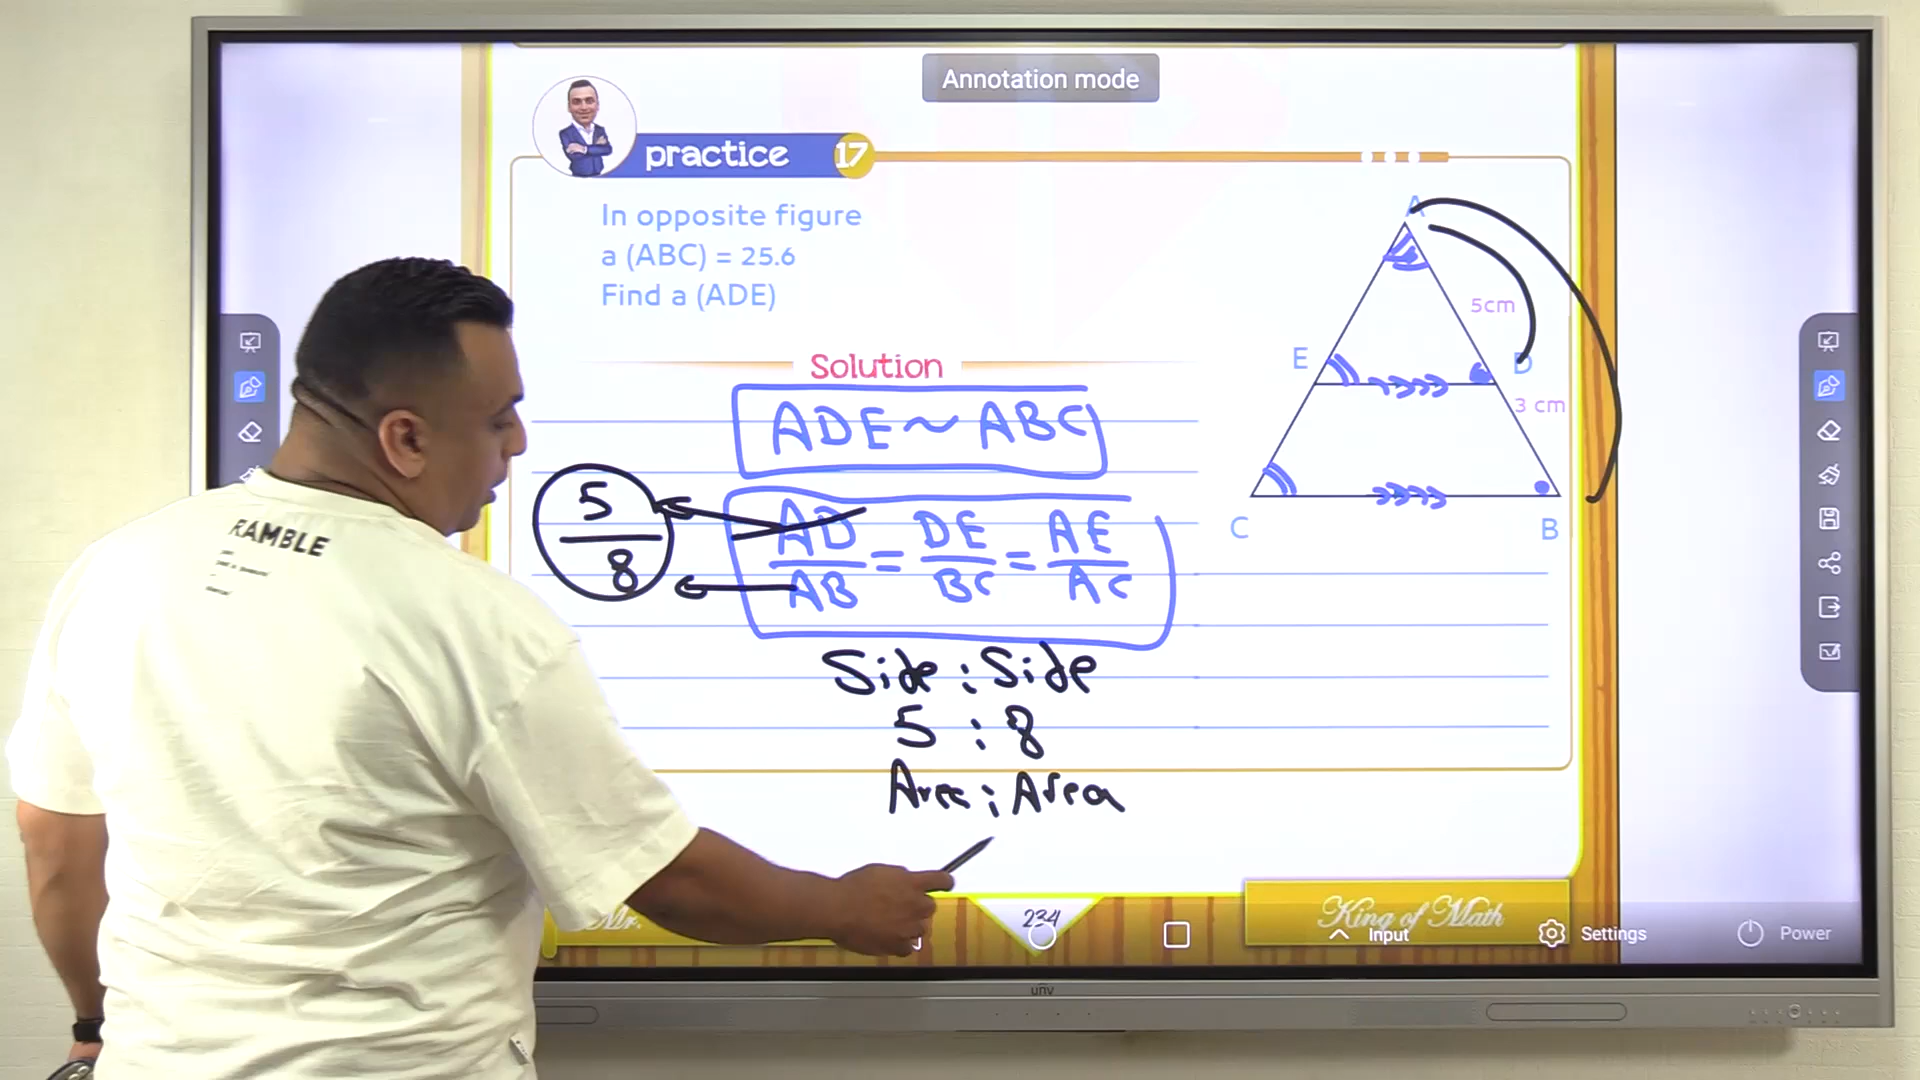 Annotation mode
practice 17
In opposite figure
a (ABC) = 25.6
Find a (ADE)
A
5cm
E
D
3 cm
C
B
Solution
ADE ~ ABC
5
8
AD/AB = DE/BC = AE/AC
Side : Side
5 : 8
Area : Area
Mr.
234
King of Math
Input
Settings
Power
unv
RAMBLE